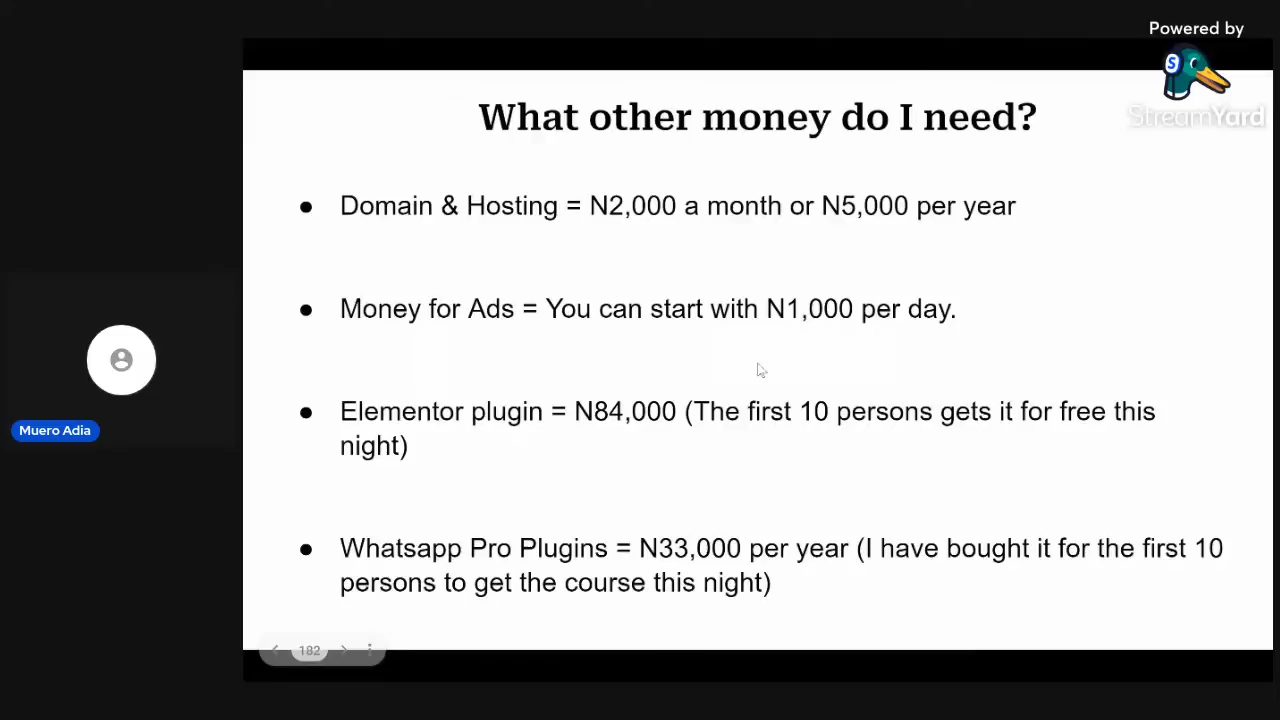 Powered by
StreamYard
What other money do I need?
● Domain & Hosting = N2,000 a month or N5,000 per year
● Money for Ads = You can start with N1,000 per day.
● Elementor plugin = N84,000 (The first 10 persons gets it for free this
night)
● Whatsapp Pro Plugins = N33,000 per year (I have bought it for the first 10
persons to get the course this night)
Muero Adia
182